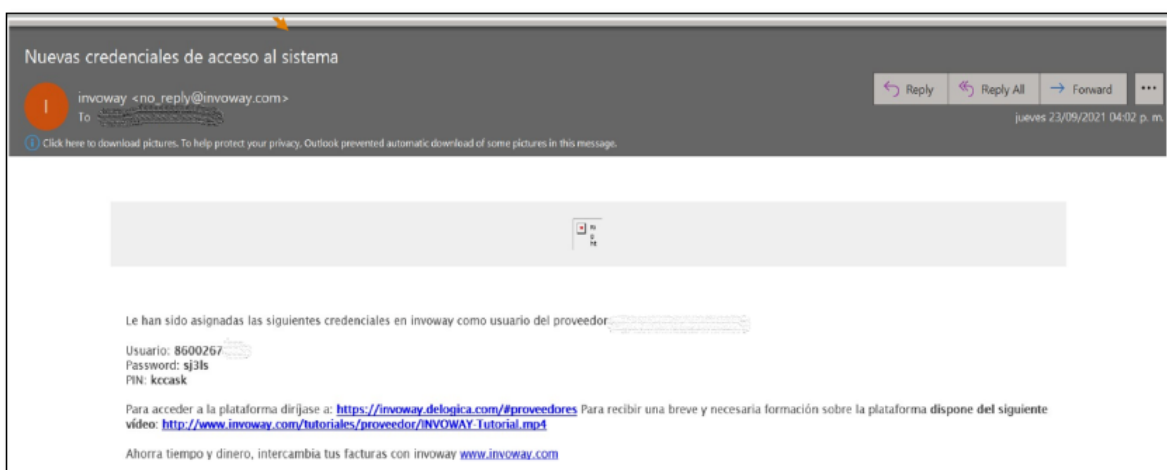 Nuevas credenciales de acceso al sistema
I
invoway <no_reply@invoway.com>
To
Reply
Reply All
Forward
jueves 23/09/2021 04:02 p. m.
Click here to download pictures. To help protect your privacy, Outlook prevented automatic download of some pictures in this message.
Le han sido asignadas las siguientes credenciales en invoway como usuario del proveedor
Usuario: 8600267
Password: sj3ls
PIN: kccask
Para acceder a la plataforma diríjase a: https://invoway.delogica.com/#proveedores Para recibir una breve y necesaria formación sobre la plataforma dispone del siguiente
vídeo: http://www.invoway.com/tutoriales/proveedor/INVOWAY-Tutorial.mp4
Ahorra tiempo y dinero, intercambia tus facturas con invoway www.invoway.com